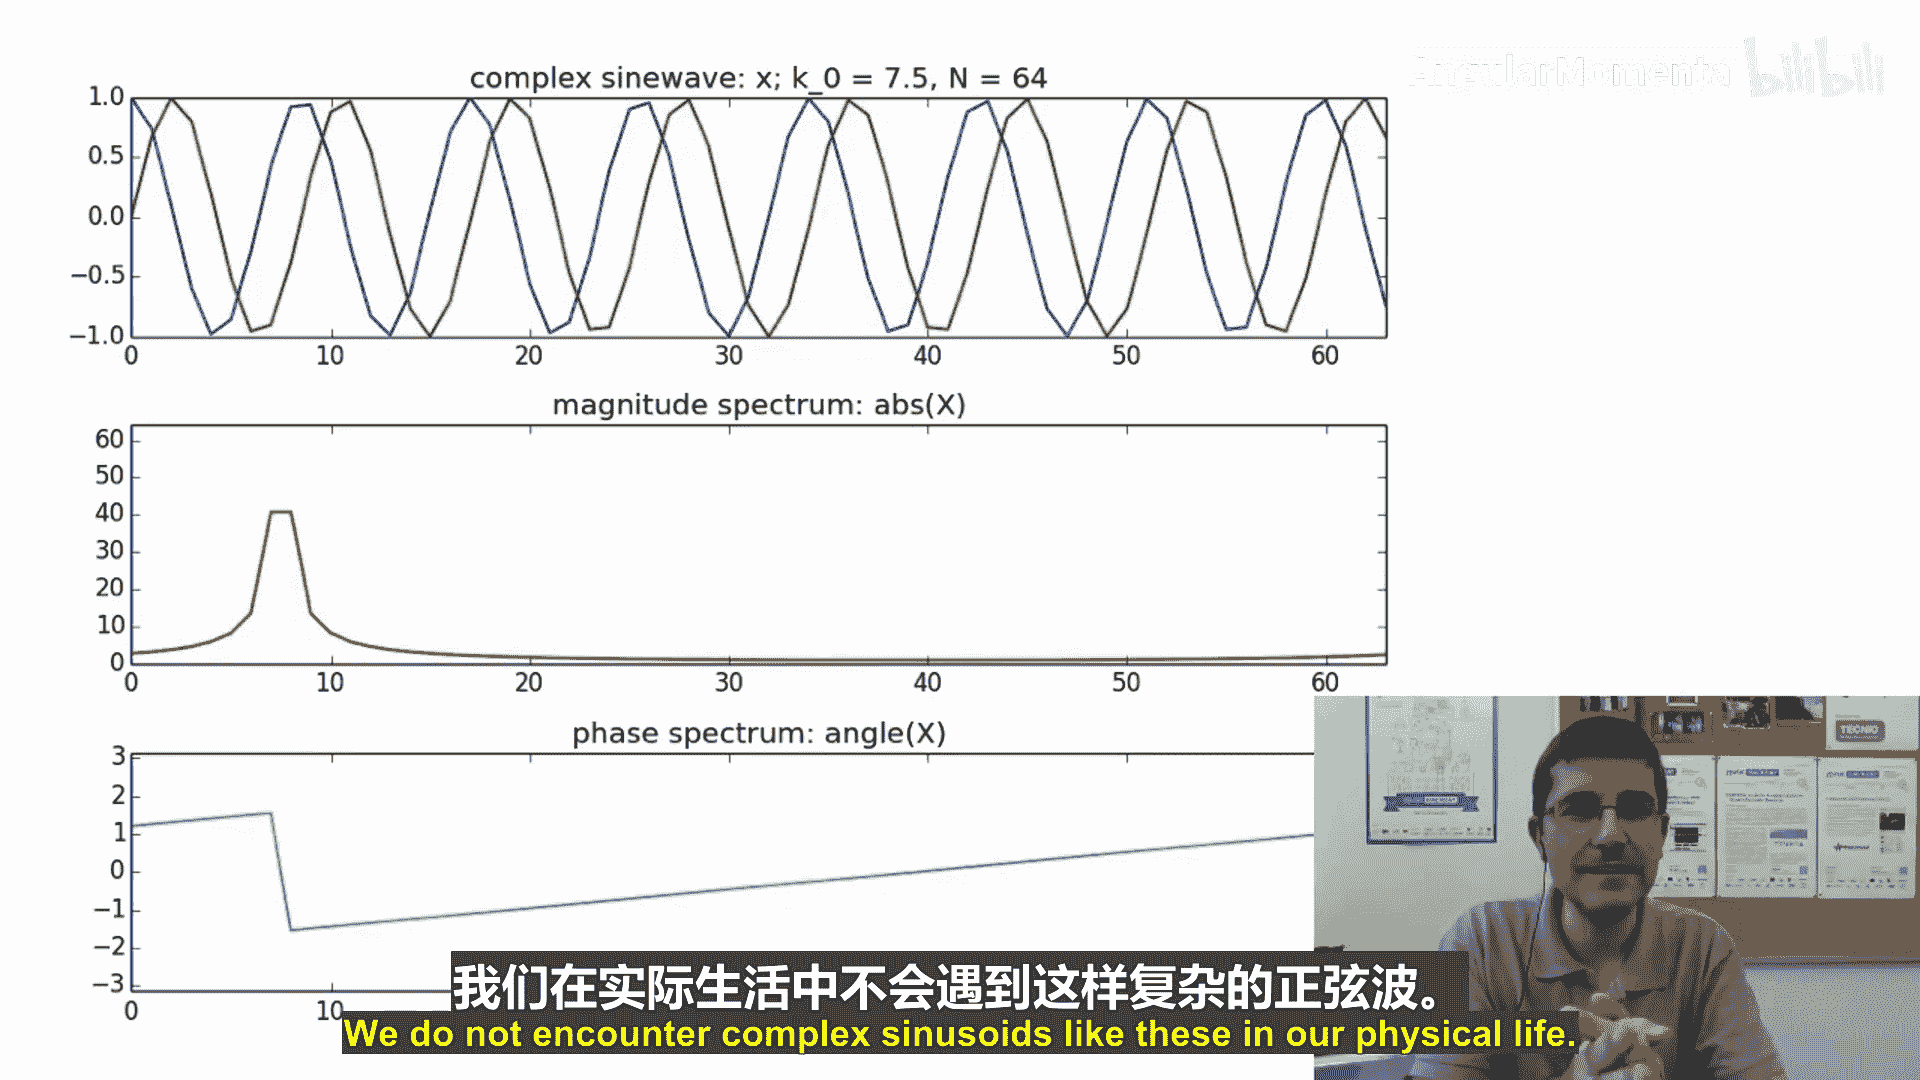 AngularMomenta bilibili
complex sinewave: x; k_0 = 7.5, N = 64
1.0
0.5
0.0
−0.5
−1.0
0 10 20 30 40 50 60
magnitude spectrum: abs(X)
60
50
40
30
20
10
0
0 10 20 30 40 50 60
phase spectrum: angle(X)
3
2
1
0
−1
−2
−3
0 10
TECNIO
我们在实际生活中不会遇到这样复杂的正弦波。
We do not encounter complex sinusoids like these in our physical life.